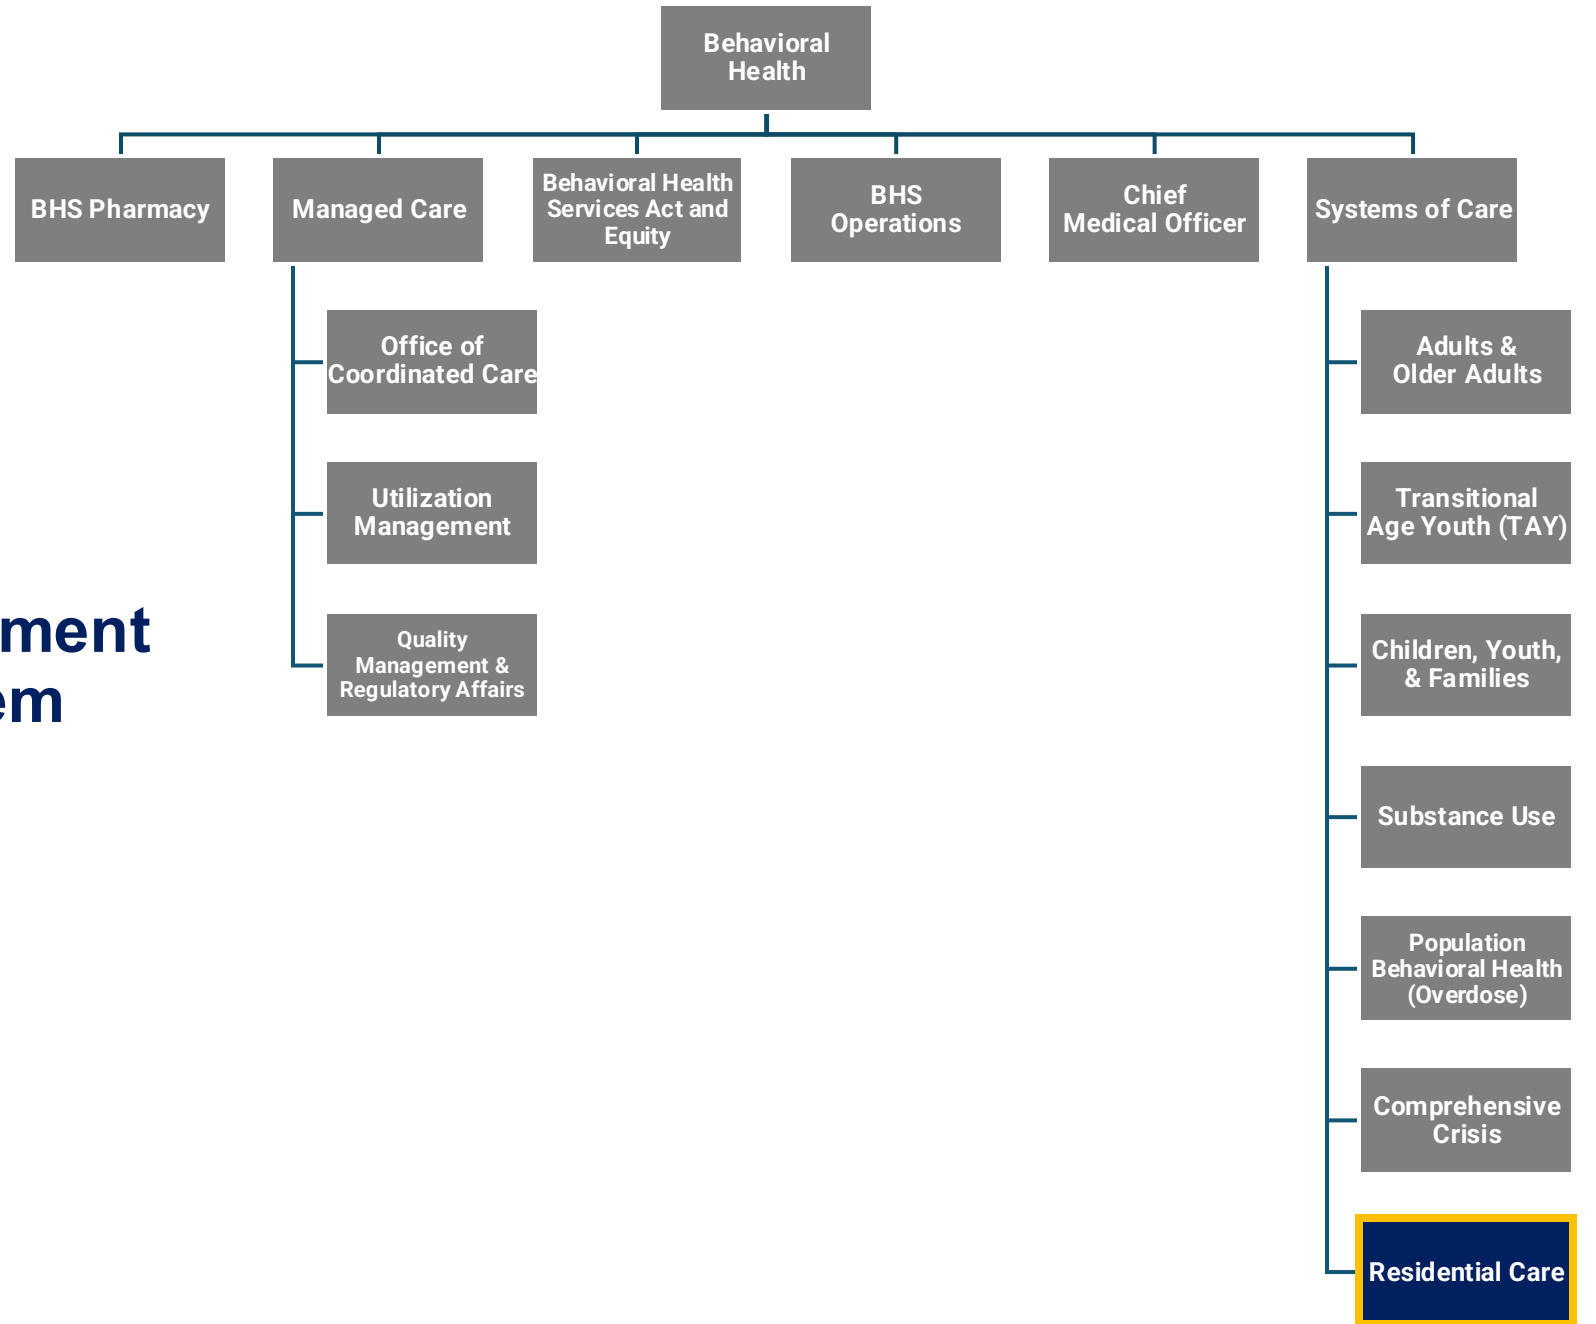 Behavioral
Health
BHS Pharmacy
Managed Care
Behavioral Health
Services Act and
Equity
BHS
Operations
Chief
Medical Officer
Systems of Care
Office of
Coordinated Care
Utilization
Management
Quality
Management &
Regulatory Affairs
Adults &
Older Adults
Transitional
Age Youth (TAY)
Children, Youth,
& Families
Substance Use
Population
Behavioral Health
(Overdose)
Comprehensive
Crisis
Residential Care
ment
em